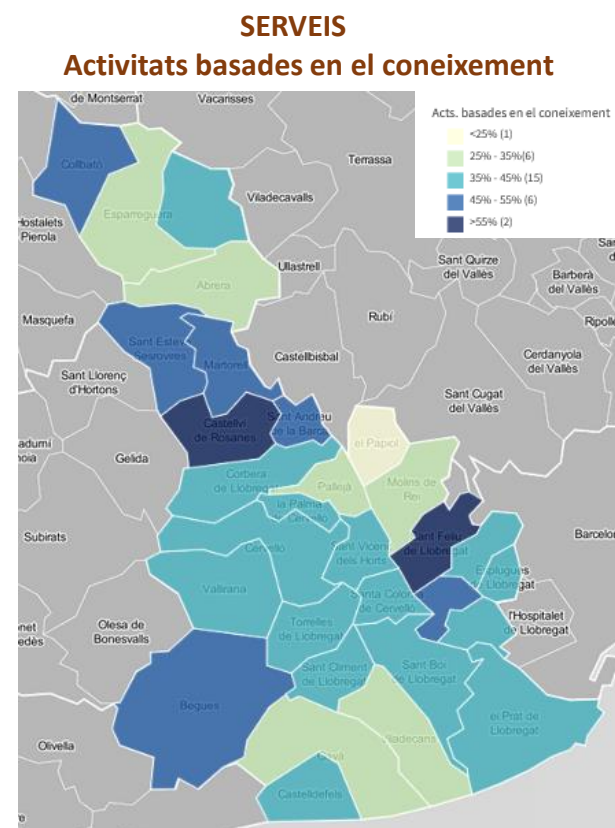 SERVEIS
Activitats basades en el coneixement
Acts. basades en el coneixement
<25% (1)
25% - 35%(6)
35% - 45% (15)
45% - 55% (6)
>55% (2)
de Montserrat
Vacarisses
Terrassa
Collbató
Viladecavalls
Esparreguera
Hostalets
Pierola
Ullastrell
Sant Quirze
del Vallès
Barberà
del Vallès
Abrera
Masquefa
Rubí
Ripolle
Sant Esteve
Sesrovires
Martorell
Castellbisbal
Cerdanyola
del Vallès
Sant Llorenç
d'Hortons
Sant Cugat
del Vallès
Castellví
de Rosanes
Sant Andreu
de la Barca
el Papiol
Gelida
Corbera
de Llobregat
Pallejà
Molins de
Rei
la Palma
de Cervelló
Subirats
Cervelló
Sant Vicenç
dels Horts
Sant Feliu
de Llobregat
Barcelon
Esplugues
de Llobregat
Vallirana
Santa Coloma
de Cervelló
l'Hospitalet
de Llobregat
Olesa de
Bonesvalls
Torrelles
de Llobregat
Sant Climent
de Llobregat
Sant Boi
de Llobregat
Begues
el Prat de
Llobregat
Olivella
Gavà
Viladecans
Castelldefels